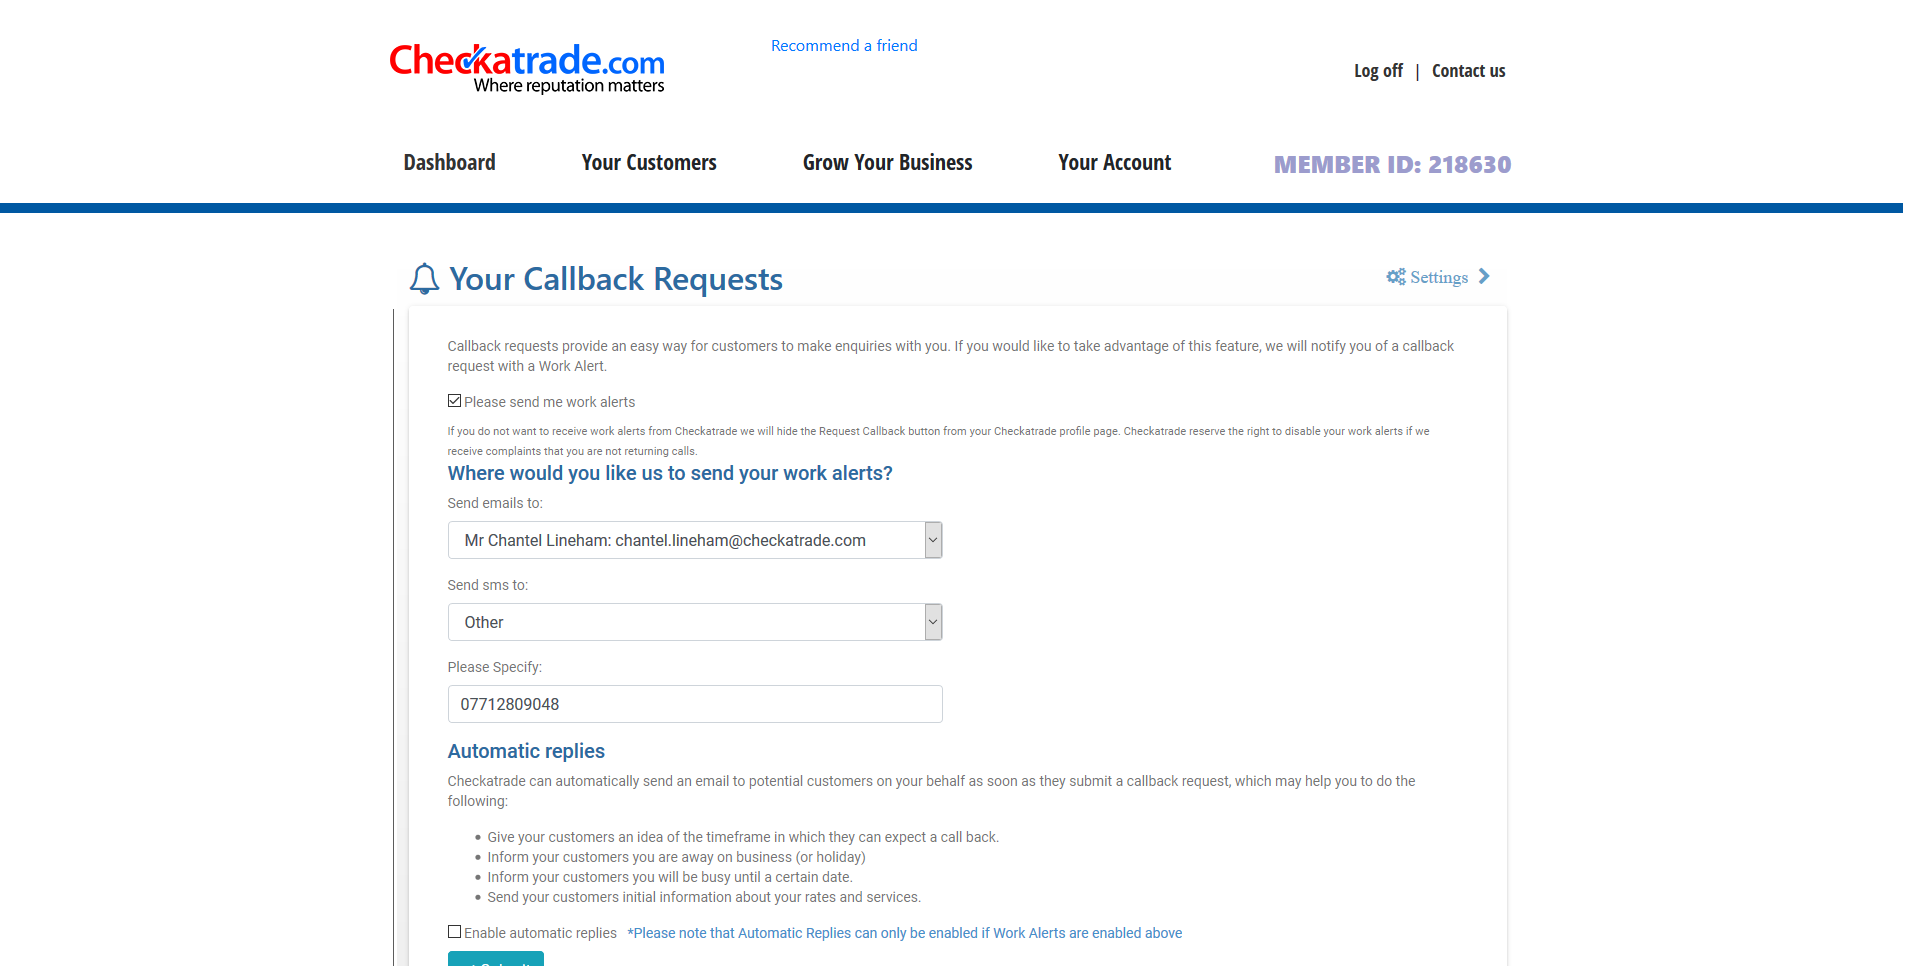 Checkatrade.com
Where reputation matters
Recommend a friend
Log off | Contact us
Dashboard
Your Customers
Grow Your Business
Your Account
MEMBER ID: 218630
Your Callback Requests
Settings
Callback requests provide an easy way for customers to make enquiries with you. If you would like to take advantage of this feature, we will notify you of a callback
request with a Work Alert.
Please send me work alerts
If you do not want to receive work alerts from Checkatrade we will hide the Request Callback button from your Checkatrade profile page. Checkatrade reserve the right to disable your work alerts if we
receive complaints that you are not returning calls.
Where would you like us to send your work alerts?
Send emails to:
Mr Chantel Lineham: chantel.lineham@checkatrade.com
Send sms to:
Other
Please Specify:
07712809048
Automatic replies
Checkatrade can automatically send an email to potential customers on your behalf as soon as they submit a callback request, which may help you to do the
following:
• Give your customers an idea of the timeframe in which they can expect a call back.
• Inform your customers you are away on business (or holiday)
• Inform your customers you will be busy until a certain date.
• Send your customers initial information about your rates and services.
Enable automatic replies *Please note that Automatic Replies can only be enabled if Work Alerts are enabled above